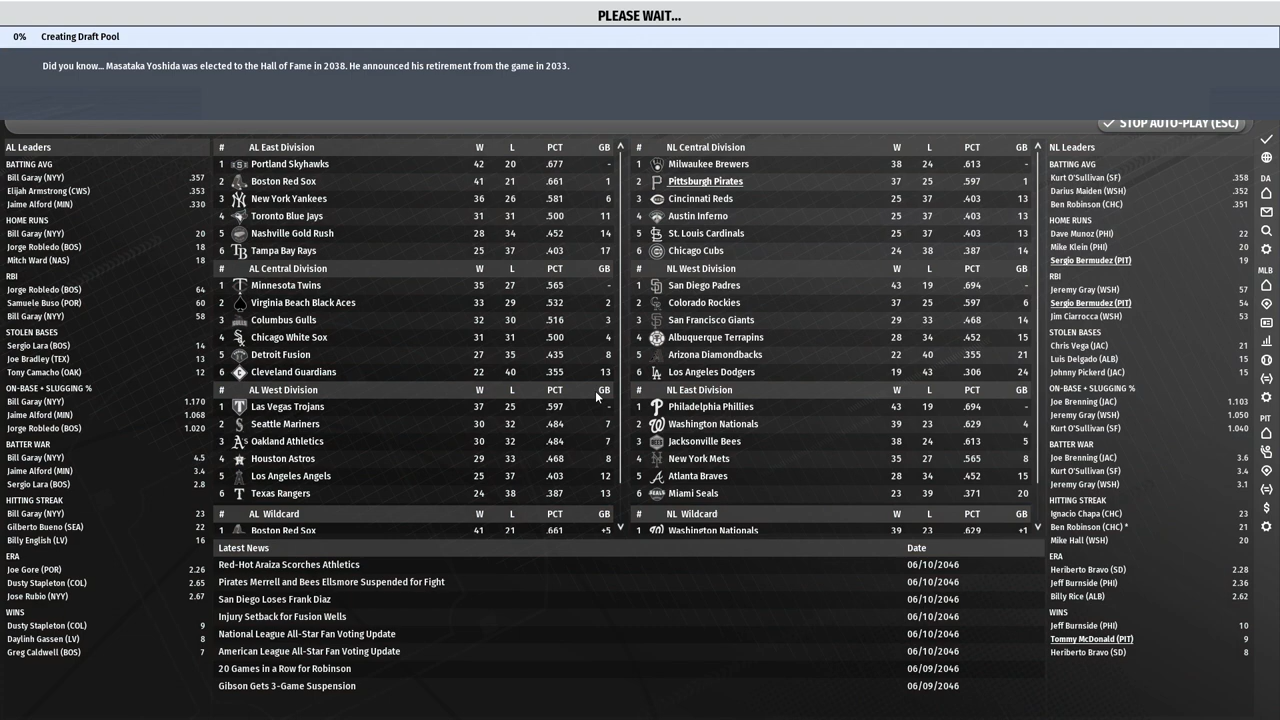 PLEASE WAIT...
0% Creating Draft Pool
Did you know... Masataka Yoshida was elected to the Hall of Fame in 2038. He announced his retirement from the game in 2033.
STOP AUTO-PLAY (ESC)
AL Leaders
BATTING AVG
Bill Garay (NYY) .357
Elijah Armstrong (CWS) .353
Jaime Alford (MIN) .330
HOME RUNS
Bill Garay (NYY) 20
Jorge Robledo (BOS) 18
Mitch Ward (NAS) 18
RBI
Jorge Robledo (BOS) 64
Samuele Buso (POR) 60
Bill Garay (NYY) 58
STOLEN BASES
Sergio Lara (BOS) 14
Joe Bradley (TEX) 13
Tony Camacho (OAK) 12
ON-BASE + SLUGGING %
Bill Garay (NYY) 1.170
Jaime Alford (MIN) 1.068
Jorge Robledo (BOS) 1.020
BATTER WAR
Bill Garay (NYY) 4.5
Jaime Alford (MIN) 3.4
Sergio Lara (BOS) 2.8
HITTING STREAK
Bill Garay (NYY) 23
Gilberto Bueno (SEA) 22
Billy English (LV) 16
ERA
Joe Gore (POR) 2.26
Dusty Stapleton (COL) 2.65
Jose Rubio (NYY) 2.67
WINS
Dusty Stapleton (COL) 9
Daylinh Gassen (LV) 8
Greg Caldwell (BOS) 7
# AL East Division W L PCT GB
1 Portland Skyhawks 42 20 .677 -
2 Boston Red Sox 41 21 .661 1
3 New York Yankees 36 26 .581 6
4 Toronto Blue Jays 31 31 .500 11
5 Nashville Gold Rush 28 34 .452 14
6 Tampa Bay Rays 25 37 .403 17
# AL Central Division W L PCT GB
1 Minnesota Twins 35 27 .565 -
2 Virginia Beach Black Aces 33 29 .532 2
3 Columbus Gulls 32 30 .516 3
4 Chicago White Sox 31 31 .500 4
5 Detroit Fusion 27 35 .435 8
6 Cleveland Guardians 22 40 .355 13
# AL West Division W L PCT GB
1 Las Vegas Trojans 37 25 .597 -
2 Seattle Mariners 30 32 .484 7
3 Oakland Athletics 30 32 .484 7
4 Houston Astros 29 33 .468 8
5 Los Angeles Angels 25 37 .403 12
6 Texas Rangers 24 38 .387 13
# AL Wildcard W L PCT GB
1 Boston Red Sox 41 21 .661 +5
# NL Central Division W L PCT GB
1 Milwaukee Brewers 38 24 .613 -
2 Pittsburgh Pirates 37 25 .597 1
3 Cincinnati Reds 25 37 .403 13
4 Austin Inferno 25 37 .403 13
5 St. Louis Cardinals 25 37 .403 13
6 Chicago Cubs 24 38 .387 14
# NL West Division W L PCT GB
1 San Diego Padres 43 19 .694 -
2 Colorado Rockies 37 25 .597 6
3 San Francisco Giants 29 33 .468 14
4 Albuquerque Terrapins 28 34 .452 15
5 Arizona Diamondbacks 22 40 .355 21
6 Los Angeles Dodgers 19 43 .306 24
# NL East Division W L PCT GB
1 Philadelphia Phillies 43 19 .694 -
2 Washington Nationals 39 23 .629 4
3 Jacksonville Bees 38 24 .613 5
4 New York Mets 35 27 .565 8
5 Atlanta Braves 28 34 .452 15
6 Miami Seals 23 39 .371 20
# NL Wildcard W L PCT GB
1 Washington Nationals 39 23 .629 +1
Latest News Date
Red-Hot Araiza Scorches Athletics 06/10/2046
Pirates Merrell and Bees Ellsmore Suspended for Fight 06/10/2046
San Diego Loses Frank Diaz 06/10/2046
Injury Setback for Fusion Wells 06/10/2046
National League All-Star Fan Voting Update 06/10/2046
American League All-Star Fan Voting Update 06/10/2046
20 Games in a Row for Robinson 06/09/2046
Gibson Gets 3-Game Suspension 06/09/2046
NL Leaders
BATTING AVG
Kurt O'Sullivan (SF) .358
Darius Maiden (WSH) .352
Ben Robinson (CHC) .351
HOME RUNS
Dave Munoz (PHI) 22
Mike Klein (PHI) 20
Sergio Bermudez (PIT) 19
RBI
Jeremy Gray (WSH) 57
Sergio Bermudez (PIT) 54
Jim Ciarrocca (WSH) 53
STOLEN BASES
Chris Vega (JAC) 21
Luis Delgado (ALB) 15
Johnny Pickerd (JAC) 15
ON-BASE + SLUGGING %
Joe Brenning (JAC) 1.103
Jeremy Gray (WSH) 1.050
Kurt O'Sullivan (SF) 1.040
BATTER WAR
Joe Brenning (JAC) 3.6
Kurt O'Sullivan (SF) 3.4
Jeremy Gray (WSH) 3.1
HITTING STREAK
Ignacio Chapa (CHC) 23
Ben Robinson (CHC) * 21
Mike Hall (WSH) 20
ERA
Heriberto Bravo (SD) 2.28
Jeff Burnside (PHI) 2.36
Billy Rice (ALB) 2.62
WINS
Jeff Burnside (PHI) 10
Tommy McDonald (PIT) 9
Heriberto Bravo (SD) 8
DA
MLB
PIT